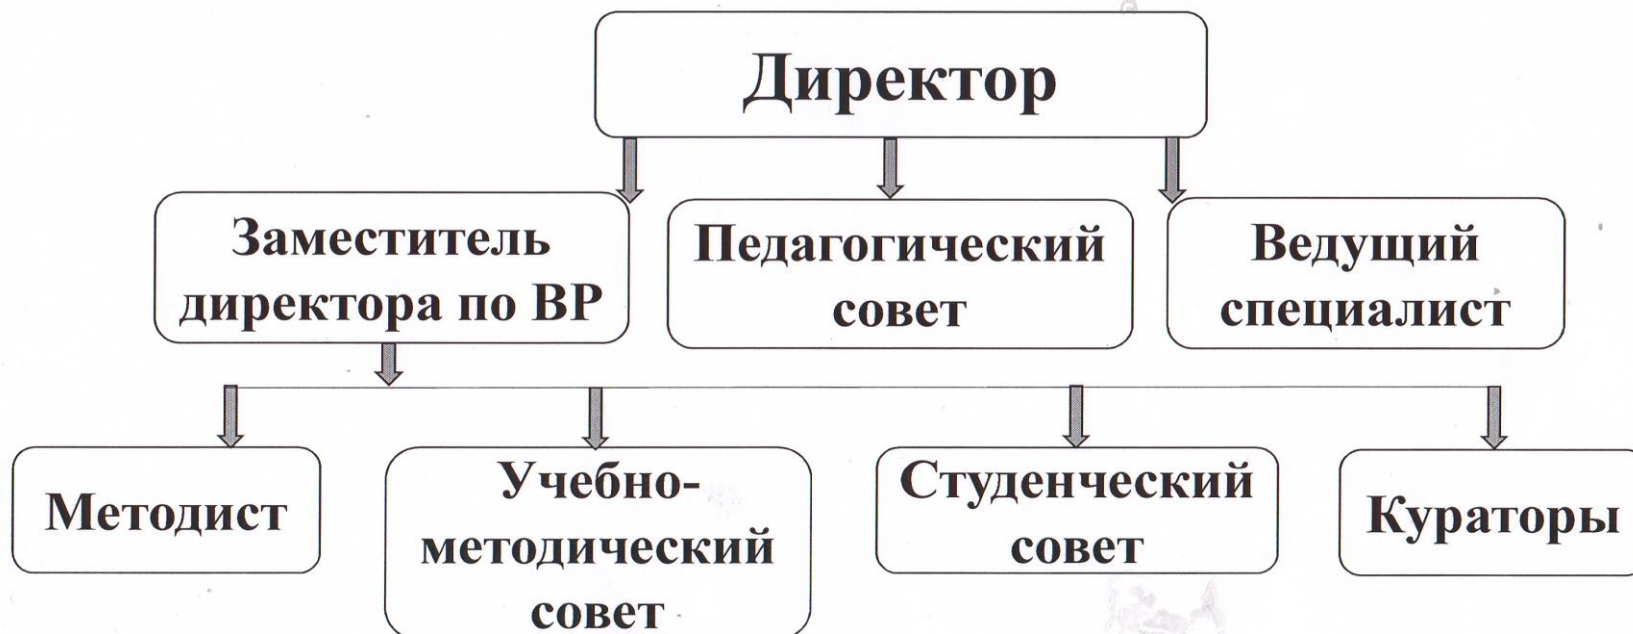 Директор
Заместитель
директора по ВР
Педагогический
совет
Ведущий
специалист
Методист
Учебно-
методический
совет
Студенческий
совет
Кураторы